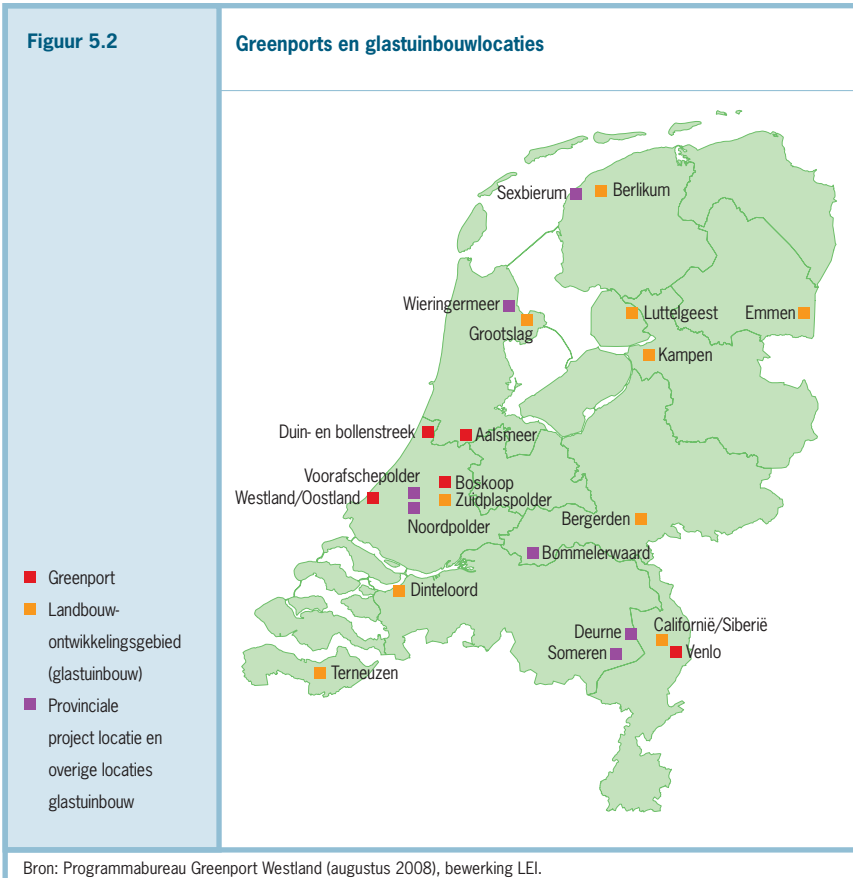 Figuur 5.2
Greenports en glastuinbouwlocaties
Sexbierum
Berlikum
Wieringermeer
Grootslag
Luttelgeest
Emmen
Kampen
Duin- en bollenstreek
Aalsmeer
Voorafschepolder
Boskoop
Westland/Oostland
Zuidplaspolder
Noordpolder
Bergerden
Bommelerwaard
Dinteloord
Deurne
Californië/Siberië
Someren
Venlo
Terneuzen
Greenport
Landbouw-
ontwikkelingsgebied
(glastuinbouw)
Provinciale
project locatie en
overige locaties
glastuinbouw
Bron: Programmabureau Greenport Westland (augustus 2008), bewerking LEI.